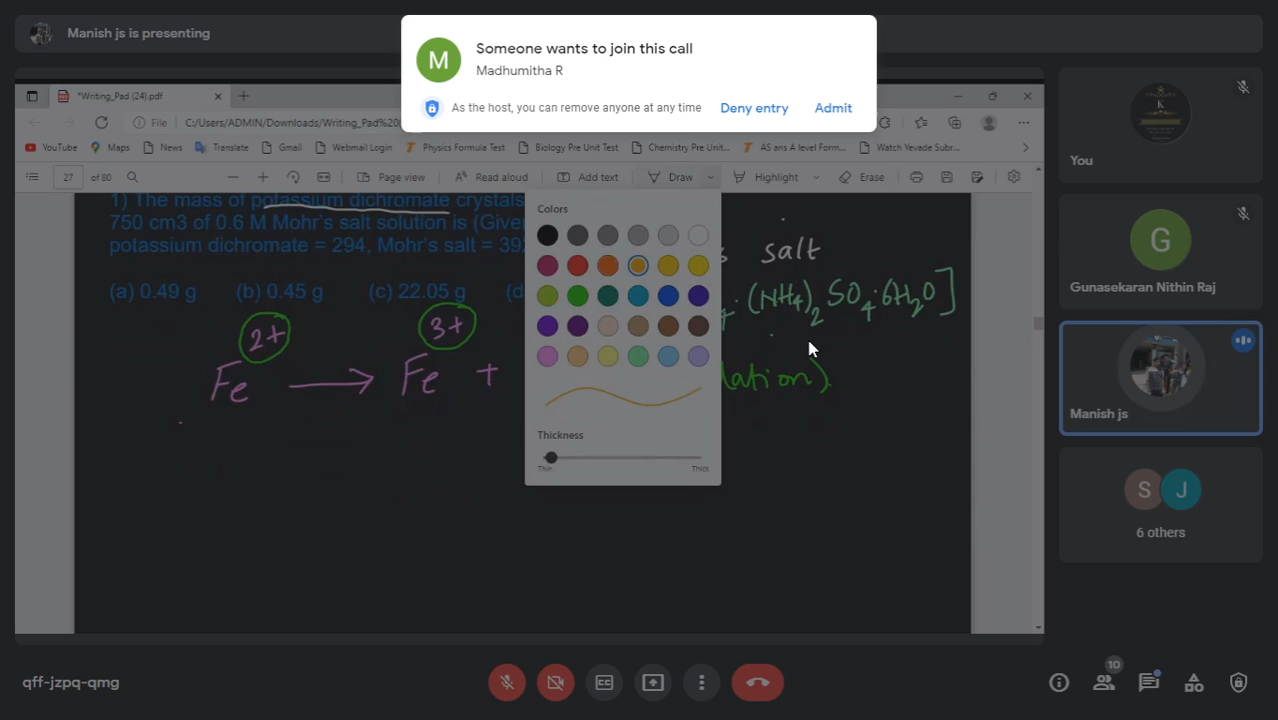 Manish js is presenting
M
Someone wants to join this call
Madhumitha R
As the host, you can remove anyone at any time
Deny entry
Admit
*Writing_Pad (24).pdf
File
C:/Users/ADMIN/Downloads/Writing_Pad%20
YouTube
Maps
News
Translate
Gmail
Webmail Login
Physics Formula Test
Biology Pre Unit Test
Chemistry Pre Unit...
AS ans A level Form...
Watch Yevade Subr...
27
of 80
Page view
Read aloud
Add text
Draw
Highlight
Erase
1) The mass of potassium dichromate crystals
750 cm3 of 0.6 M Mohr's salt solution is (Give
potassium dichromate = 294, Mohr's salt = 39
(a) 0.49 g
(b) 0.45 g
(c) 22.05 g
(d
s salt
4·(NH4)2 SO4·6H2O]
Fe 2+ → Fe 3+ +
dation)
Colors
Thickness
Thin
Thick
K
You
G
Gunasekaran Nithin Raj
Manish js
S
J
6 others
qff-jzpq-qmg
CC
10